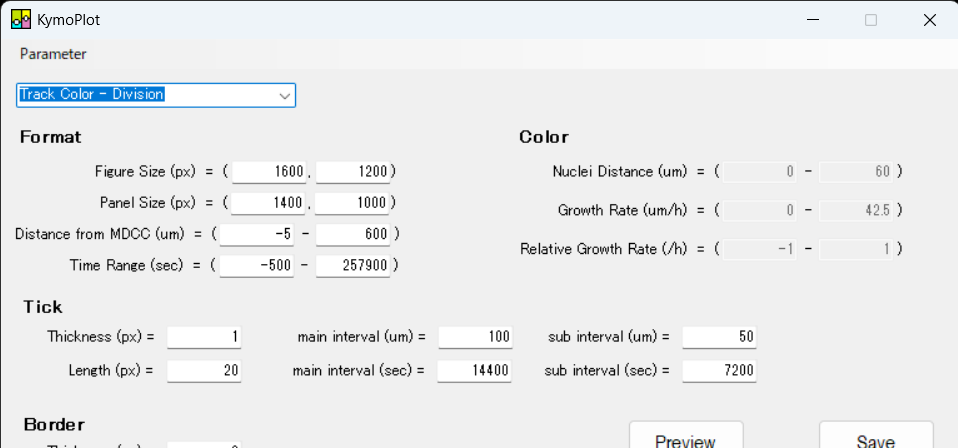 KymoPlot
Parameter
Track Color - Division
Format
Color
Figure Size (px) = ( 1600, 1200 )
Nuclei Distance (um) = ( 0 - 60 )
Panel Size (px) = ( 1400, 1000 )
Growth Rate (um/h) = ( 0 - 42.5 )
Distance from MDCC (um) = ( -5 - 600 )
Relative Growth Rate (/h) = ( -1 - 1 )
Time Range (sec) = ( -500 - 257900 )
Tick
Thickness (px) = 1 main interval (um) = 100 sub interval (um) = 50
Length (px) = 20 main interval (sec) = 14400 sub interval (sec) = 7200
Border
Preview
Save